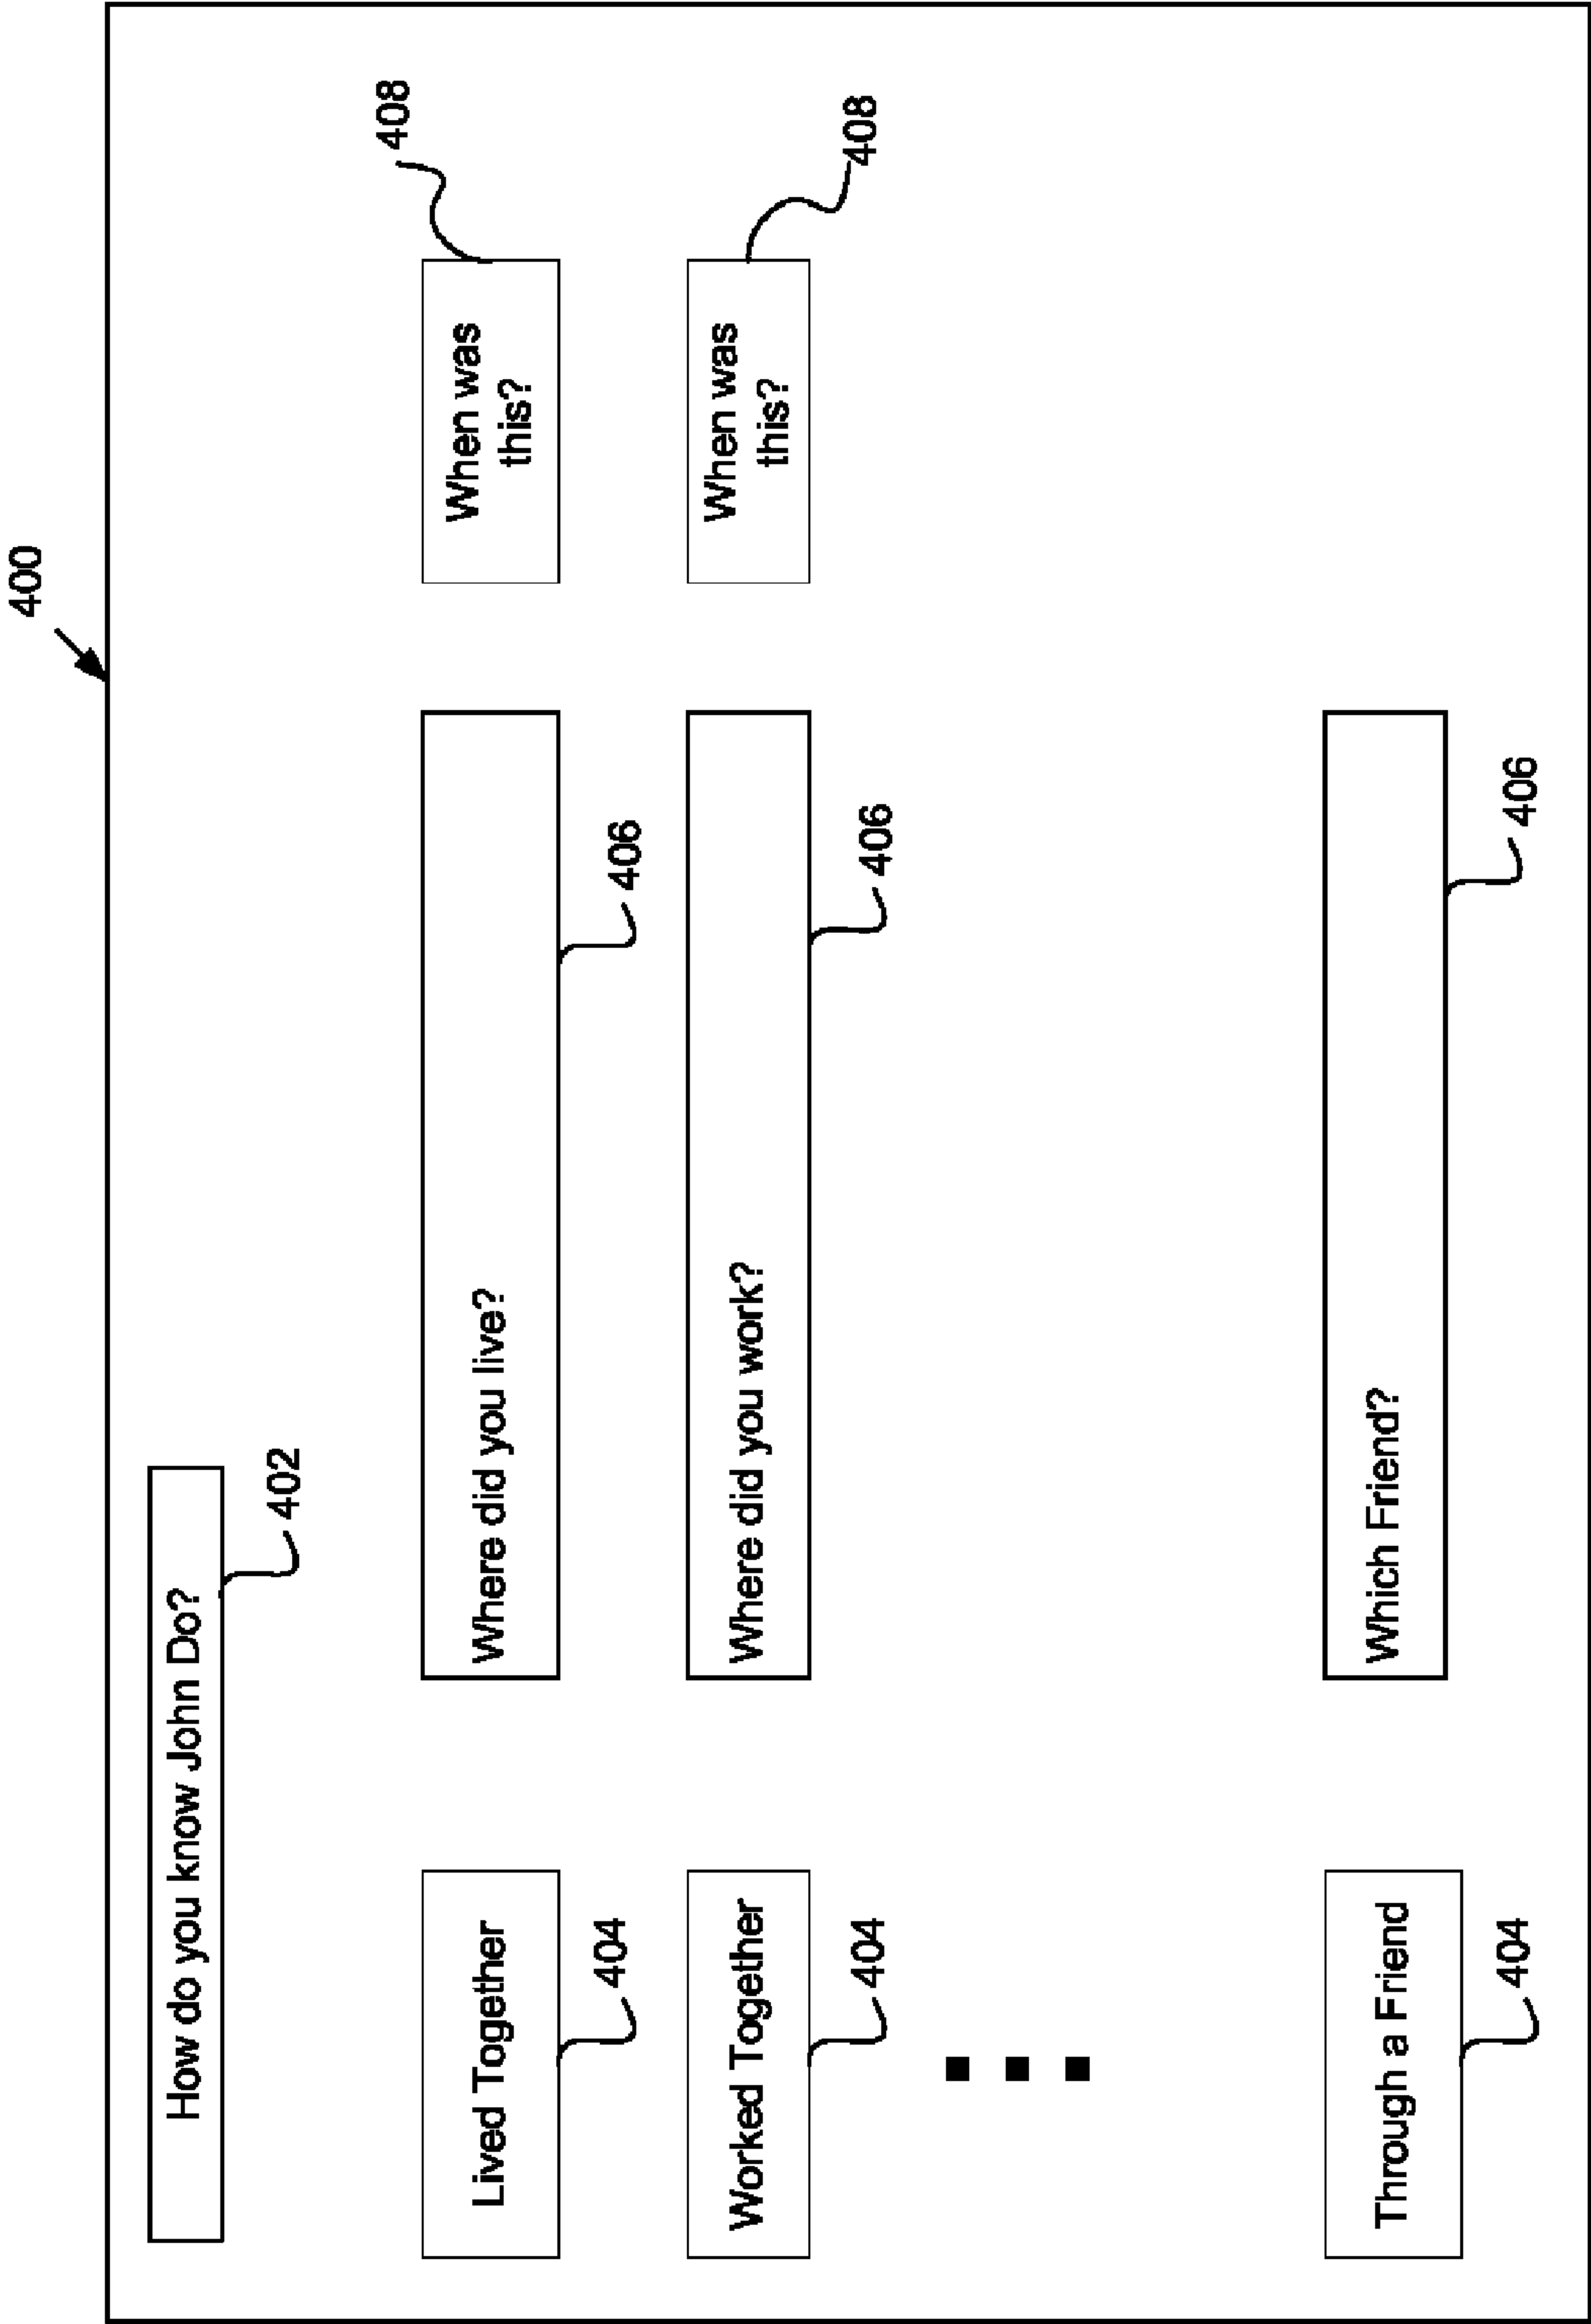 400
How do you know John Do?
402
Lived Together
404
Where did you live?
406
When was
this?
408
Worked Together
404
Where did you work?
406
When was
this?
408
Through a Friend
404
Which Friend?
406